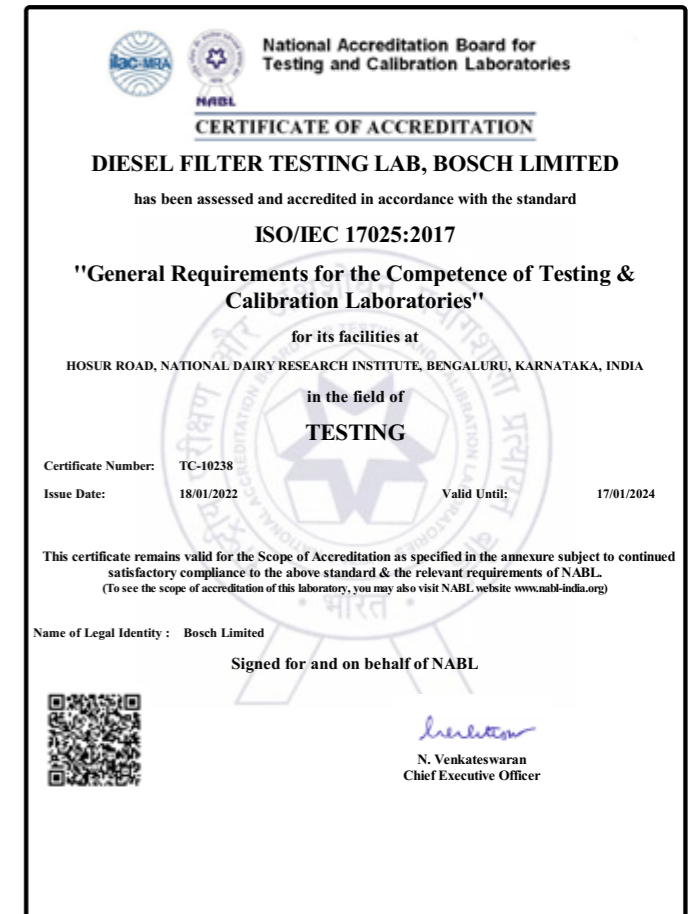 ilac-MRA
NABL
National Accreditation Board for
Testing and Calibration Laboratories
CERTIFICATE OF ACCREDITATION
DIESEL FILTER TESTING LAB, BOSCH LIMITED
has been assessed and accredited in accordance with the standard
ISO/IEC 17025:2017
''General Requirements for the Competence of Testing &
Calibration Laboratories''
for its facilities at
HOSUR ROAD, NATIONAL DAIRY RESEARCH INSTITUTE, BENGALURU, KARNATAKA, INDIA
in the field of
TESTING
Certificate Number: TC-10238
Issue Date: 18/01/2022 Valid Until: 17/01/2024
This certificate remains valid for the Scope of Accreditation as specified in the annexure subject to continued
satisfactory compliance to the above standard & the relevant requirements of NABL.
(To see the scope of accreditation of this laboratory, you may also visit NABL website www.nabl-india.org)
भारत
Name of Legal Identity : Bosch Limited
Signed for and on behalf of NABL
N. Venkateswaran
Chief Executive Officer